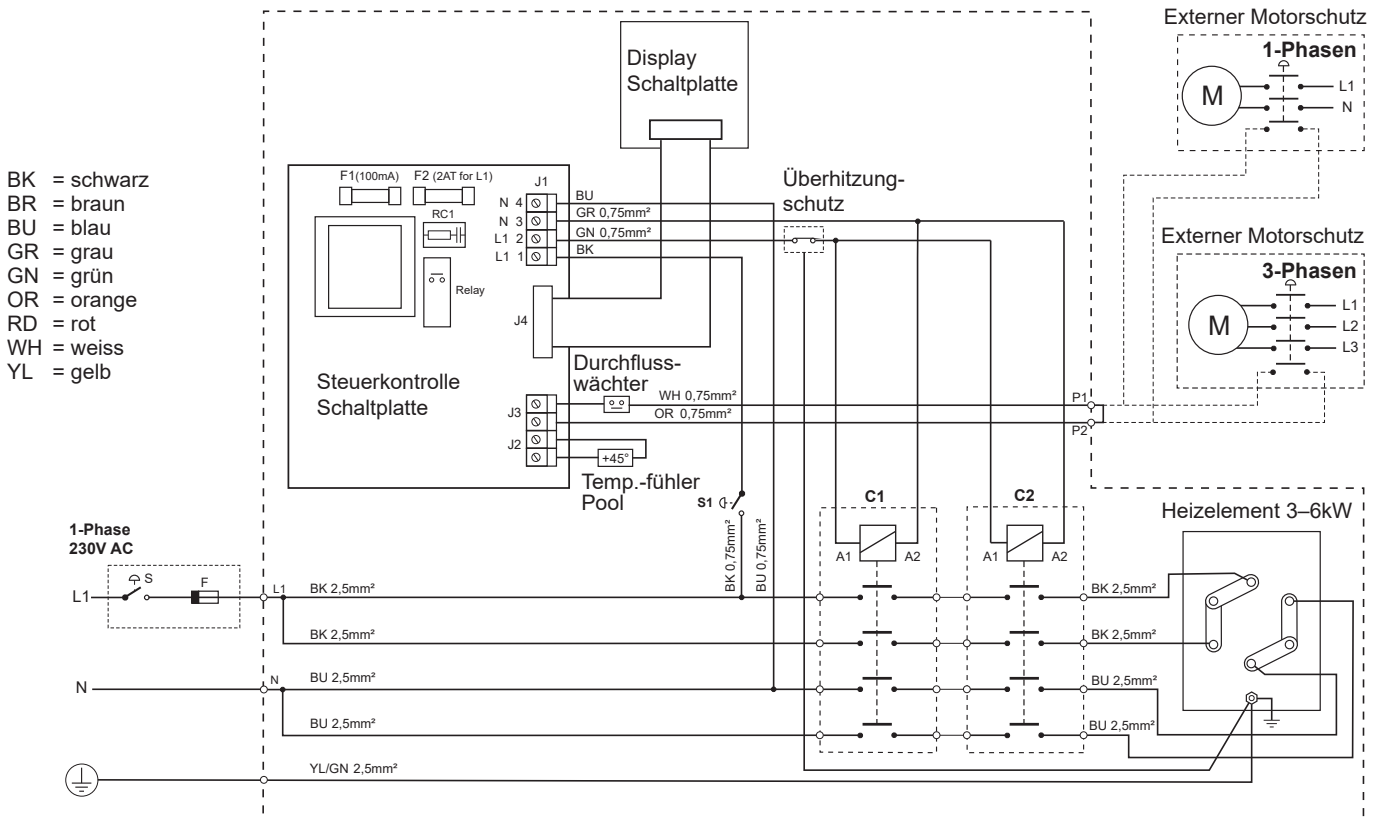 Externer Motorschutz
1-Phasen
M
L1
N
Display
Schaltplatte
BK = schwarz
BR = braun
BU = blau
GR = grau
GN = grün
OR = orange
RD = rot
WH = weiss
YL = gelb
F1(100mA) F2 (2AT for L1)
RC1
Relay
J1
N 4
N 3
L1 2
L1 1
BU
GR 0,75mm²
GN 0,75mm²
BK
J4
Überhitzung-
schutz
Externer Motorschutz
3-Phasen
M
L1
L2
L3
Steuerkontrolle
Schaltplatte
Durchfluss-
wächter
J3
J2
WH 0,75mm²
OR 0,75mm²
P1
P2
+45°
Temp.-fühler
Pool
S1
BK 0,75mm²
BU 0,75mm²
C1
A1 A2
C2
A1 A2
Heizelement 3–6kW
1-Phase
230V AC
S
F
L1
L1
BK 2,5mm²
BK 2,5mm²
BK 2,5mm²
BK 2,5mm²
N
N
BU 2,5mm²
BU 2,5mm²
BU 2,5mm²
BU 2,5mm²
YL/GN 2,5mm²